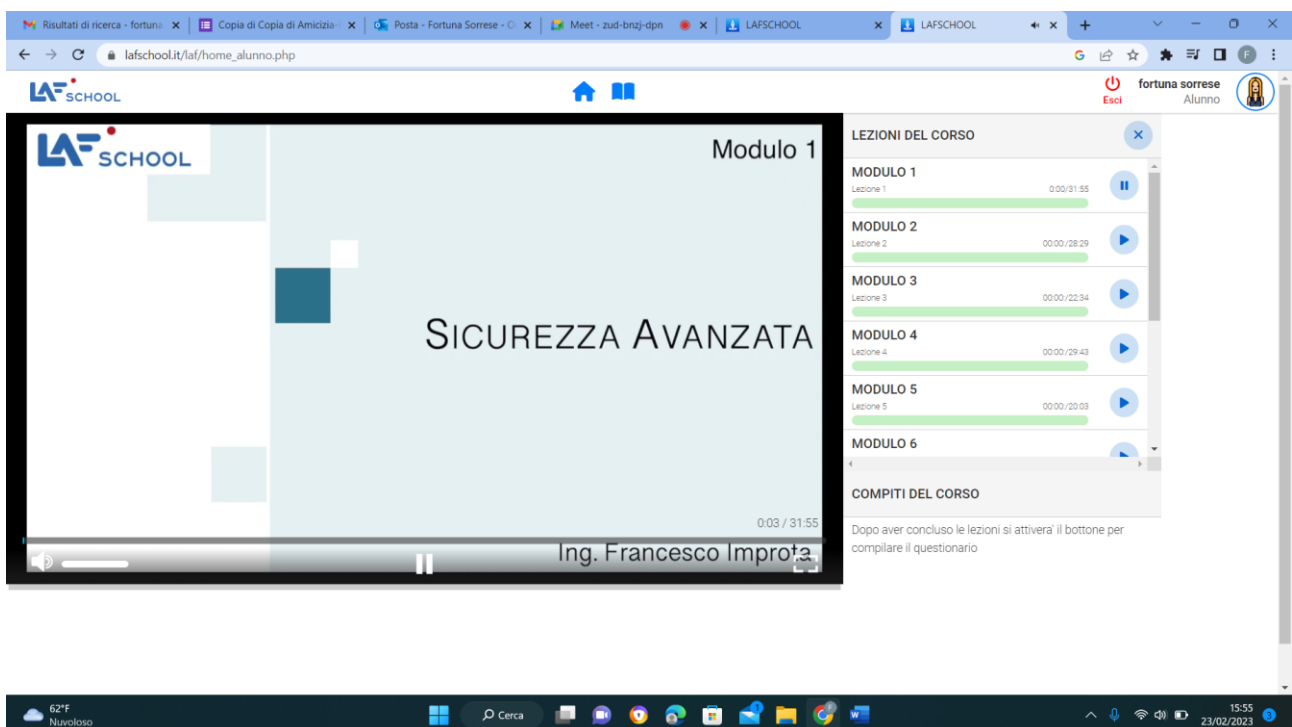 Risultati di ricerca - fortuna
Copia di Copia di Amicizia-
Posta - Fortuna Sorrese - O
Meet - zud-bnzj-dpn
LAFSCHOOL
LAFSCHOOL
lafschool.it/laf/home_alunno.php
LAF SCHOOL
Esci
fortuna sorrese
Alunno
LAF SCHOOL
Modulo 1
SICUREZZA AVANZATA
0:03 / 31:55
Ing. Francesco Improta
LEZIONI DEL CORSO
MODULO 1
Lezione 1 0:00/31:55
MODULO 2
Lezione 2 00:00/28:29
MODULO 3
Lezione 3 00:00/22:34
MODULO 4
Lezione 4 00:00/29:43
MODULO 5
Lezione 5 00:00/20:03
MODULO 6
COMPITI DEL CORSO
Dopo aver concluso le lezioni si attivera' il bottone per
compilare il questionario
62°F
Nuvoloso
Cerca
15:55
23/02/2023
3